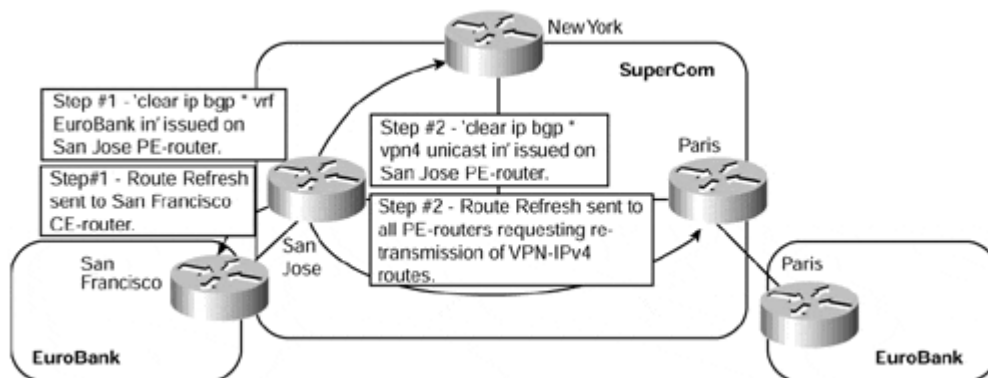 New York
SuperCom
Step #1 - 'clear ip bgp * vrf
EuroBank in' issued on
San Jose PE-router.
Step #2 - 'clear ip bgp *
vpn4 unicast in' issued on
San Jose PE-router.
Paris
Step#1 - Route Refresh
sent to San Francisco
CE-router.
Step #2 - Route Refresh sent to
all PE-routers requesting re-
transmission of VPN-IPv4
routes.
San
Jose
San
Francisco
Paris
EuroBank
EuroBank